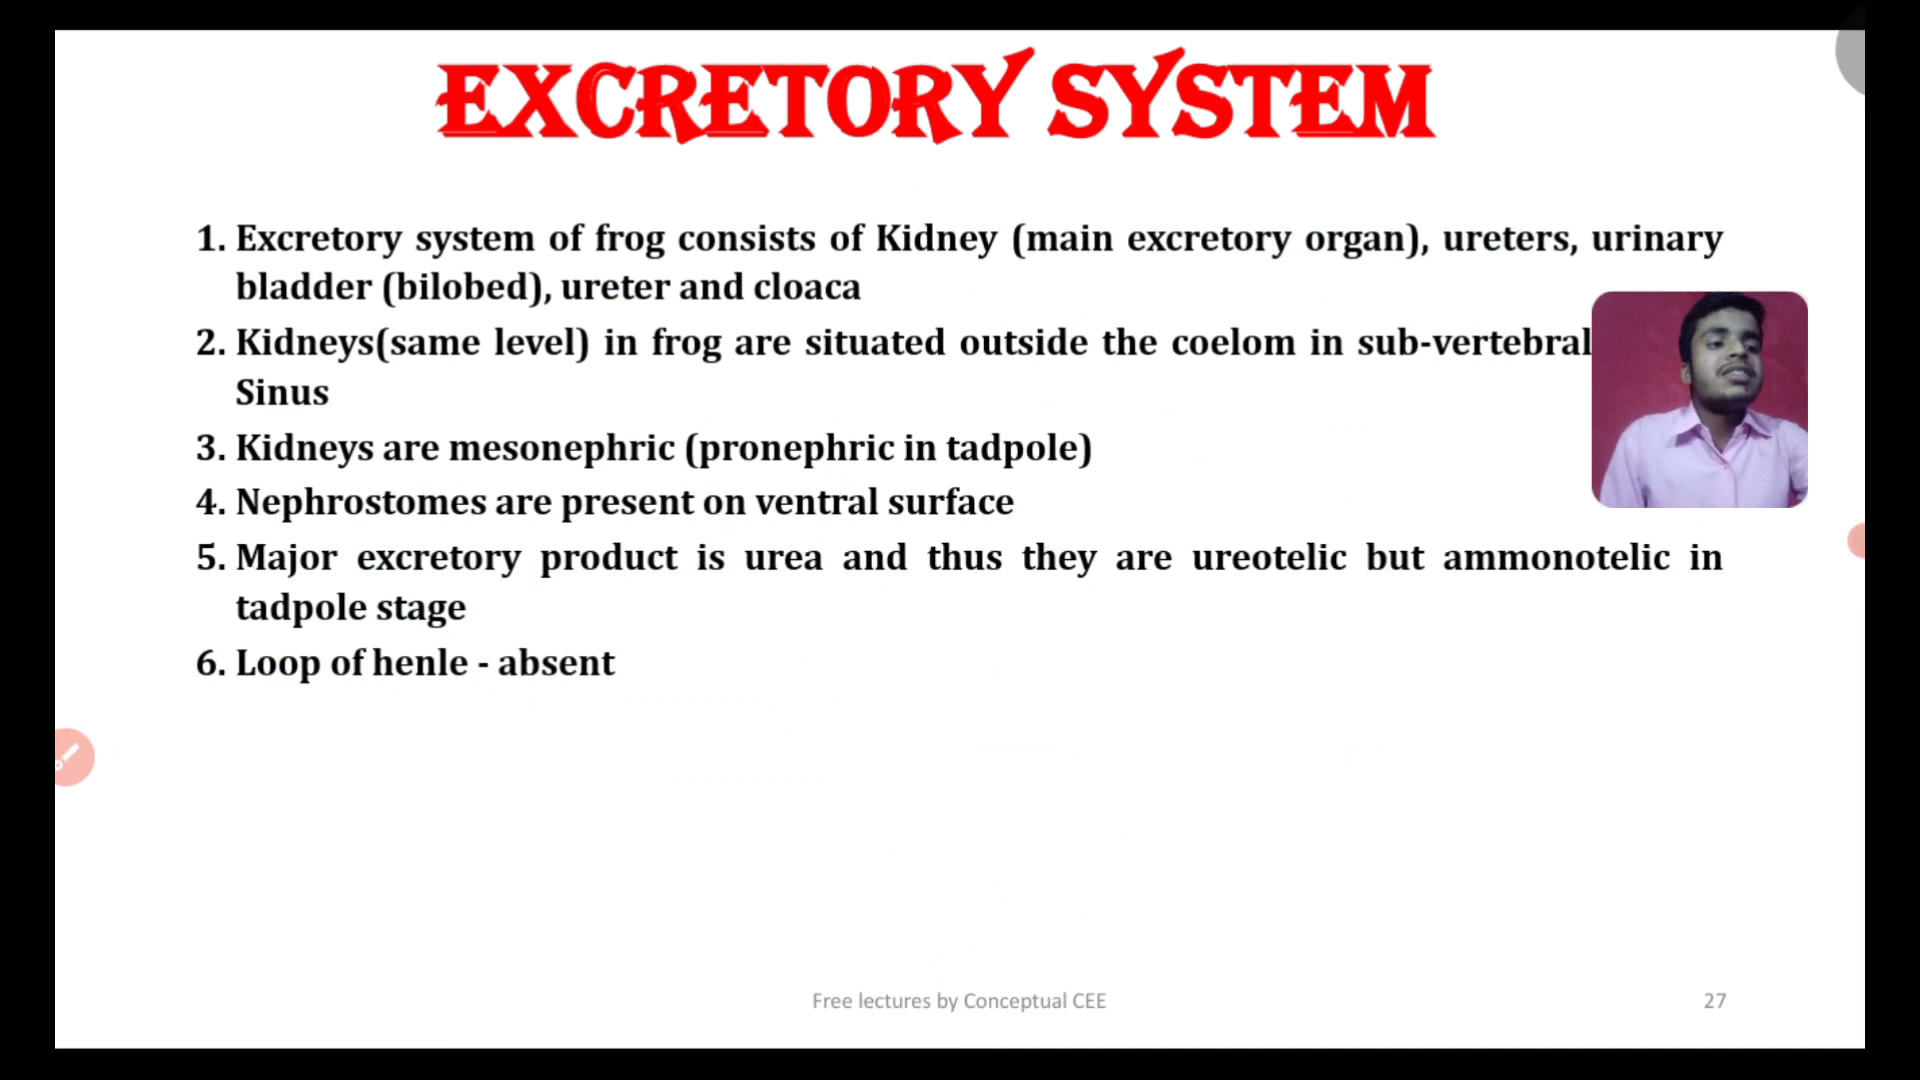 EXCRETORY SYSTEM
1. Excretory system of frog consists of Kidney (main excretory organ), ureters, urinary
bladder (bilobed), ureter and cloaca
2. Kidneys(same level) in frog are situated outside the coelom in sub-vertebral
Sinus
3. Kidneys are mesonephric (pronephric in tadpole)
4. Nephrostomes are present on ventral surface
5. Major excretory product is urea and thus they are ureotelic but ammonotelic in
tadpole stage
6. Loop of henle - absent
Free lectures by Conceptual CEE
27